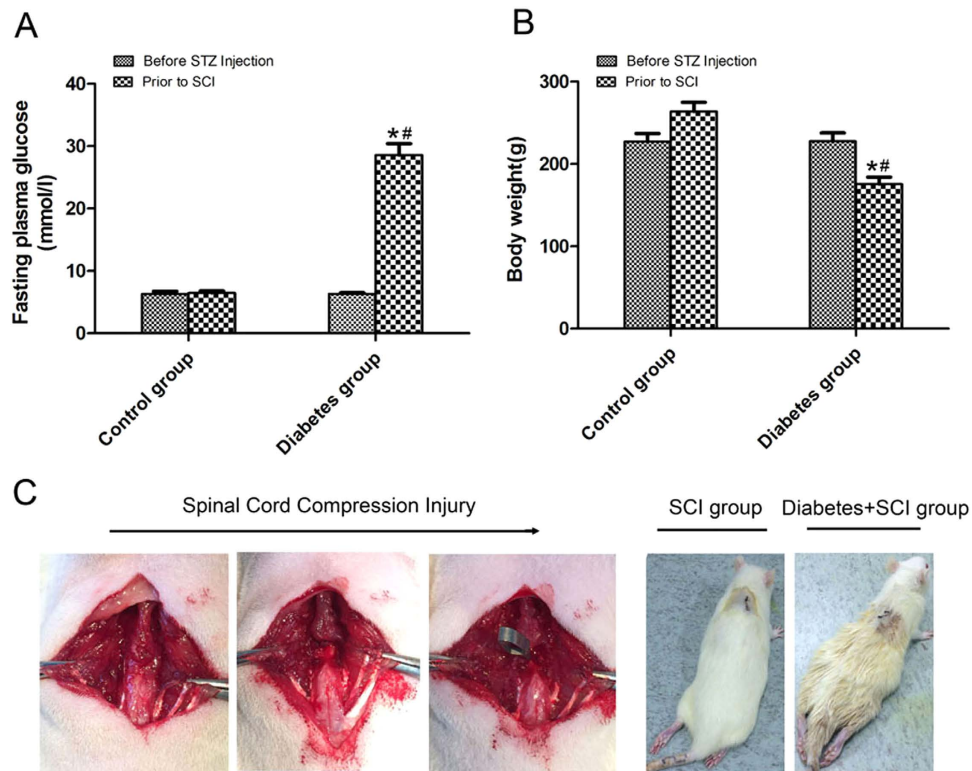 A
Before STZ Injection
Prior to SCI
Fasting plasma glucose
(mmol/l)
40
30
20
10
0
*#
Control group
Diabetes group
B
Before STZ Injection
Prior to SCI
Body weight(g)
300
200
100
0
*#
Control group
Diabetes group
C
Spinal Cord Compression Injury
SCI group
Diabetes+SCI group